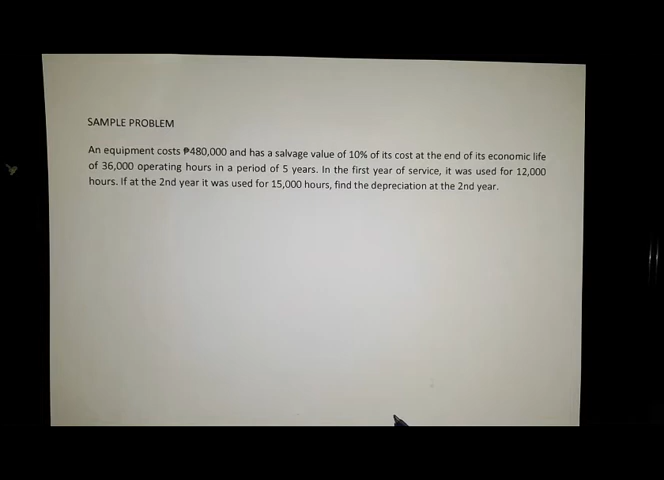 SAMPLE PROBLEM
An equipment costs ₱480,000 and has a salvage value of 10% of its cost at the end of its economic life
of 36,000 operating hours in a period of 5 years. In the first year of service, it was used for 12,000
hours. If at the 2nd year it was used for 15,000 hours, find the depreciation at the 2nd year.